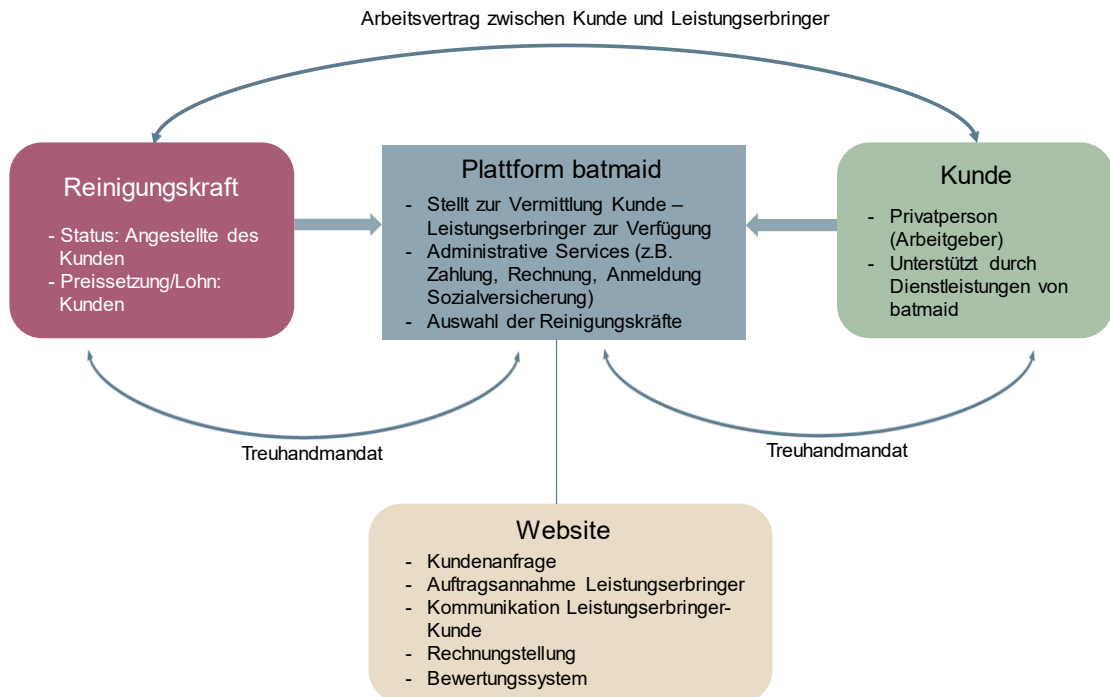 Arbeitsvertrag zwischen Kunde und Leistungserbringer
Reinigungskraft
- Status: Angestellte des
Kunden
- Preissetzung/Lohn:
Kunden
Plattform batmaid
- Stellt zur Vermittlung Kunde –
Leistungserbringer zur Verfügung
- Administrative Services (z.B.
Zahlung, Rechnung, Anmeldung
Sozialversicherung)
- Auswahl der Reinigungskräfte
Kunde
- Privatperson
(Arbeitgeber)
- Unterstützt durch
Dienstleistungen von
batmaid
Treuhandmandat
Treuhandmandat
Website
- Kundenanfrage
- Auftragsannahme Leistungserbringer
- Kommunikation Leistungserbringer-
Kunde
- Rechnungstellung
- Bewertungssystem